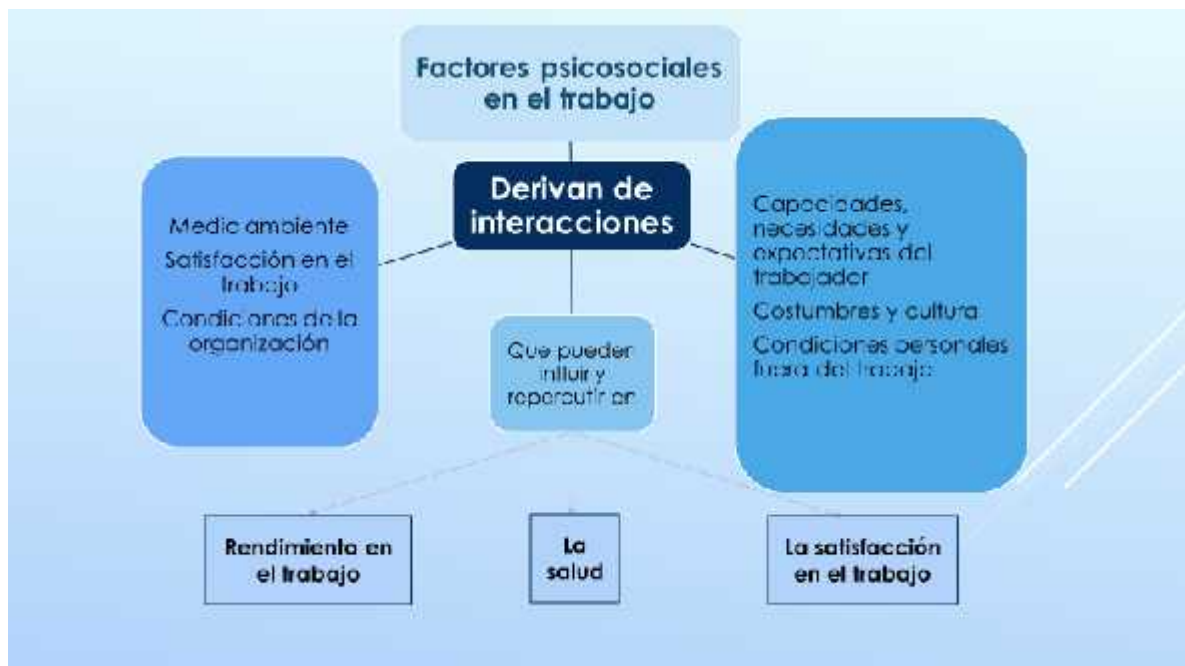 Factores psicosociales
en el trabajo
Derivan de
interacciones
Medio ambiente
Satisfacción en el
trabajo
Condiciones de la
organización
Capacidades,
necesidades y
expectativas del
trabajador
Costumbres y cultura
Condiciones personales
fuera del trabajo
Que pueden
influir y
repercutir en
Rendimiento en
el trabajo
La
salud
La satisfacción
en el trabajo